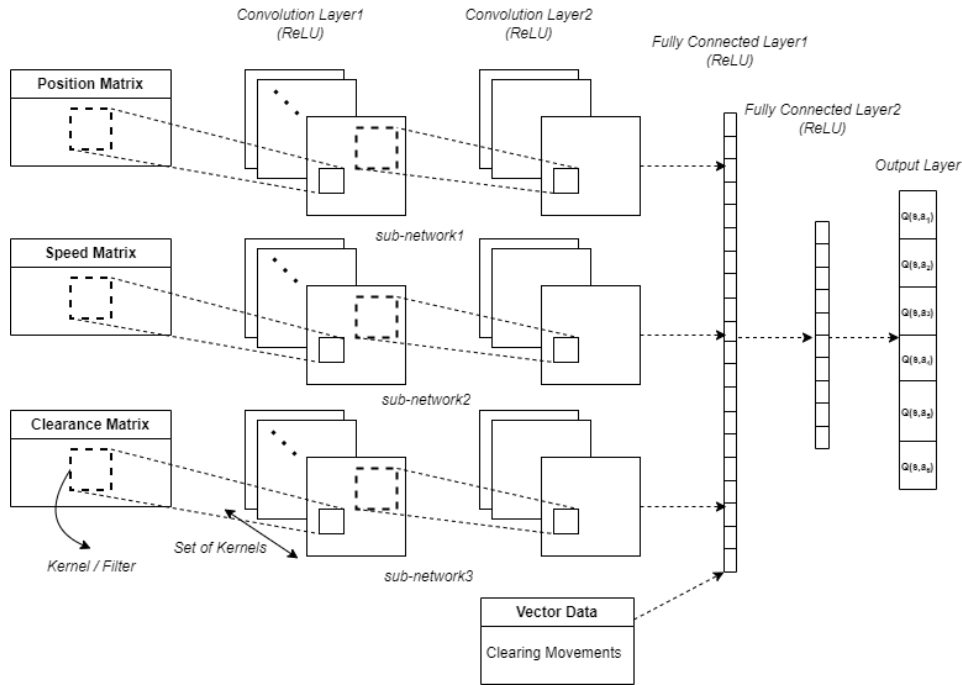 Convolution Layer1
(ReLU)
Convolution Layer2
(ReLU)
Fully Connected Layer1
(ReLU)
Fully Connected Layer2
(ReLU)
Output Layer
Position Matrix
sub-network1
Speed Matrix
sub-network2
Clearance Matrix
Kernel / Filter
Set of Kernels
sub-network3
Vector Data
Clearing Movements
Q(s,a₁)
Q(s,a₂)
Q(s,a₃)
Q(s,a₄)
Q(s,a₅)
Q(s,a₆)